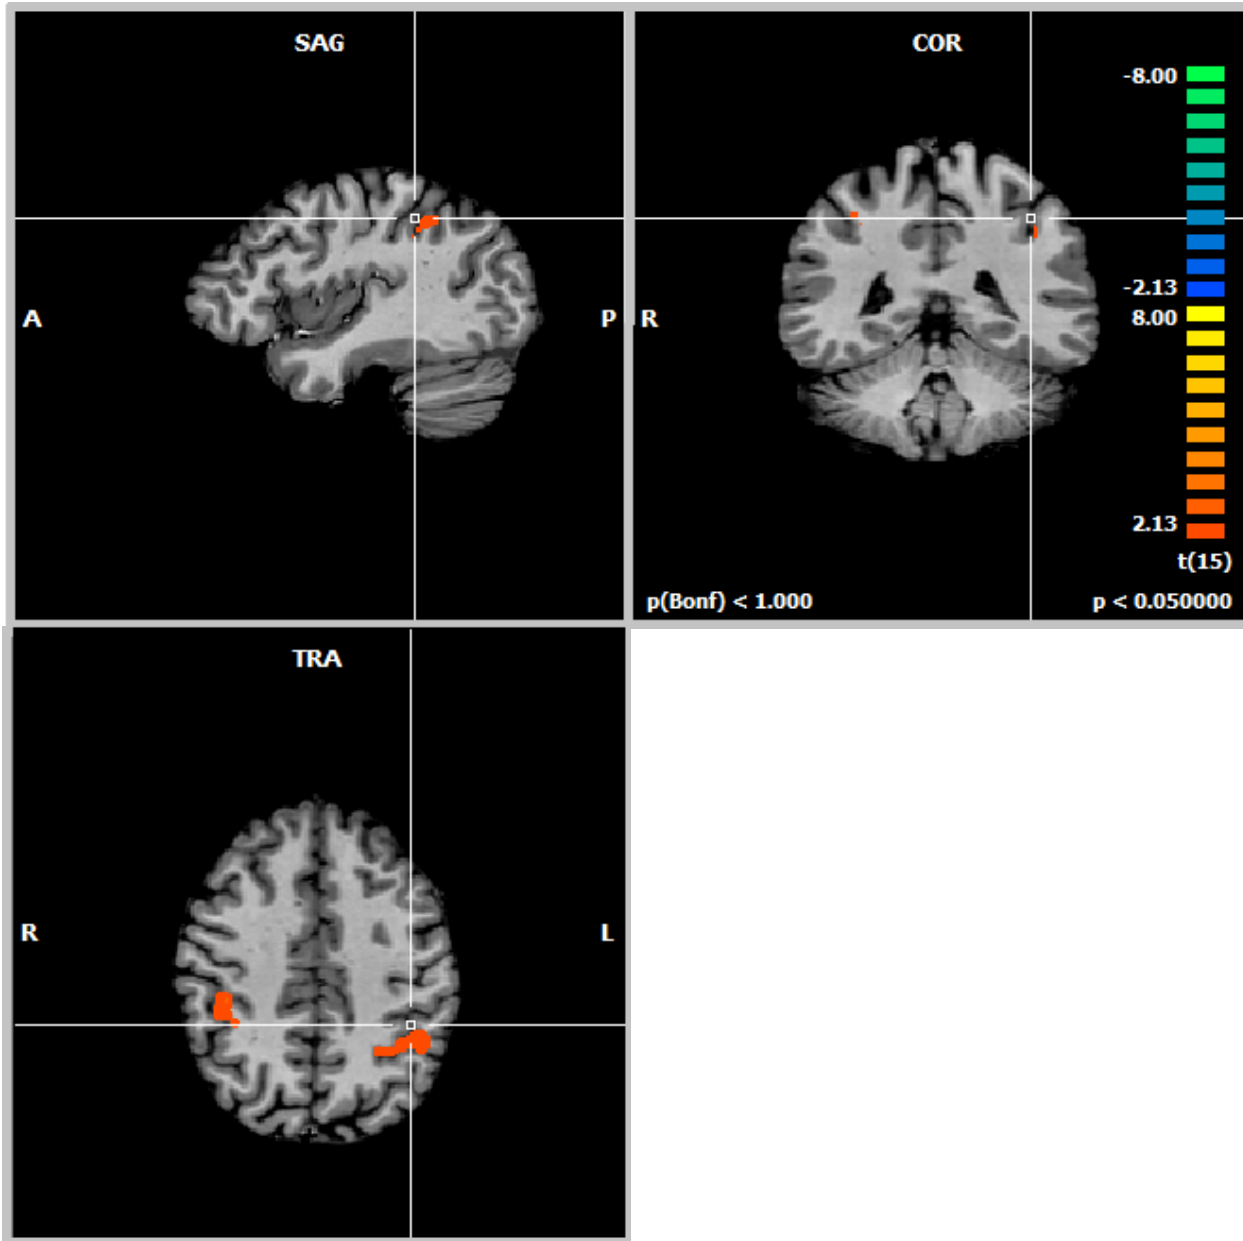 SAG
A
P
COR
R
-8.00
-2.13
8.00
2.13
t(15)
p(Bonf) < 1.000
p < 0.050000
TRA
R
L